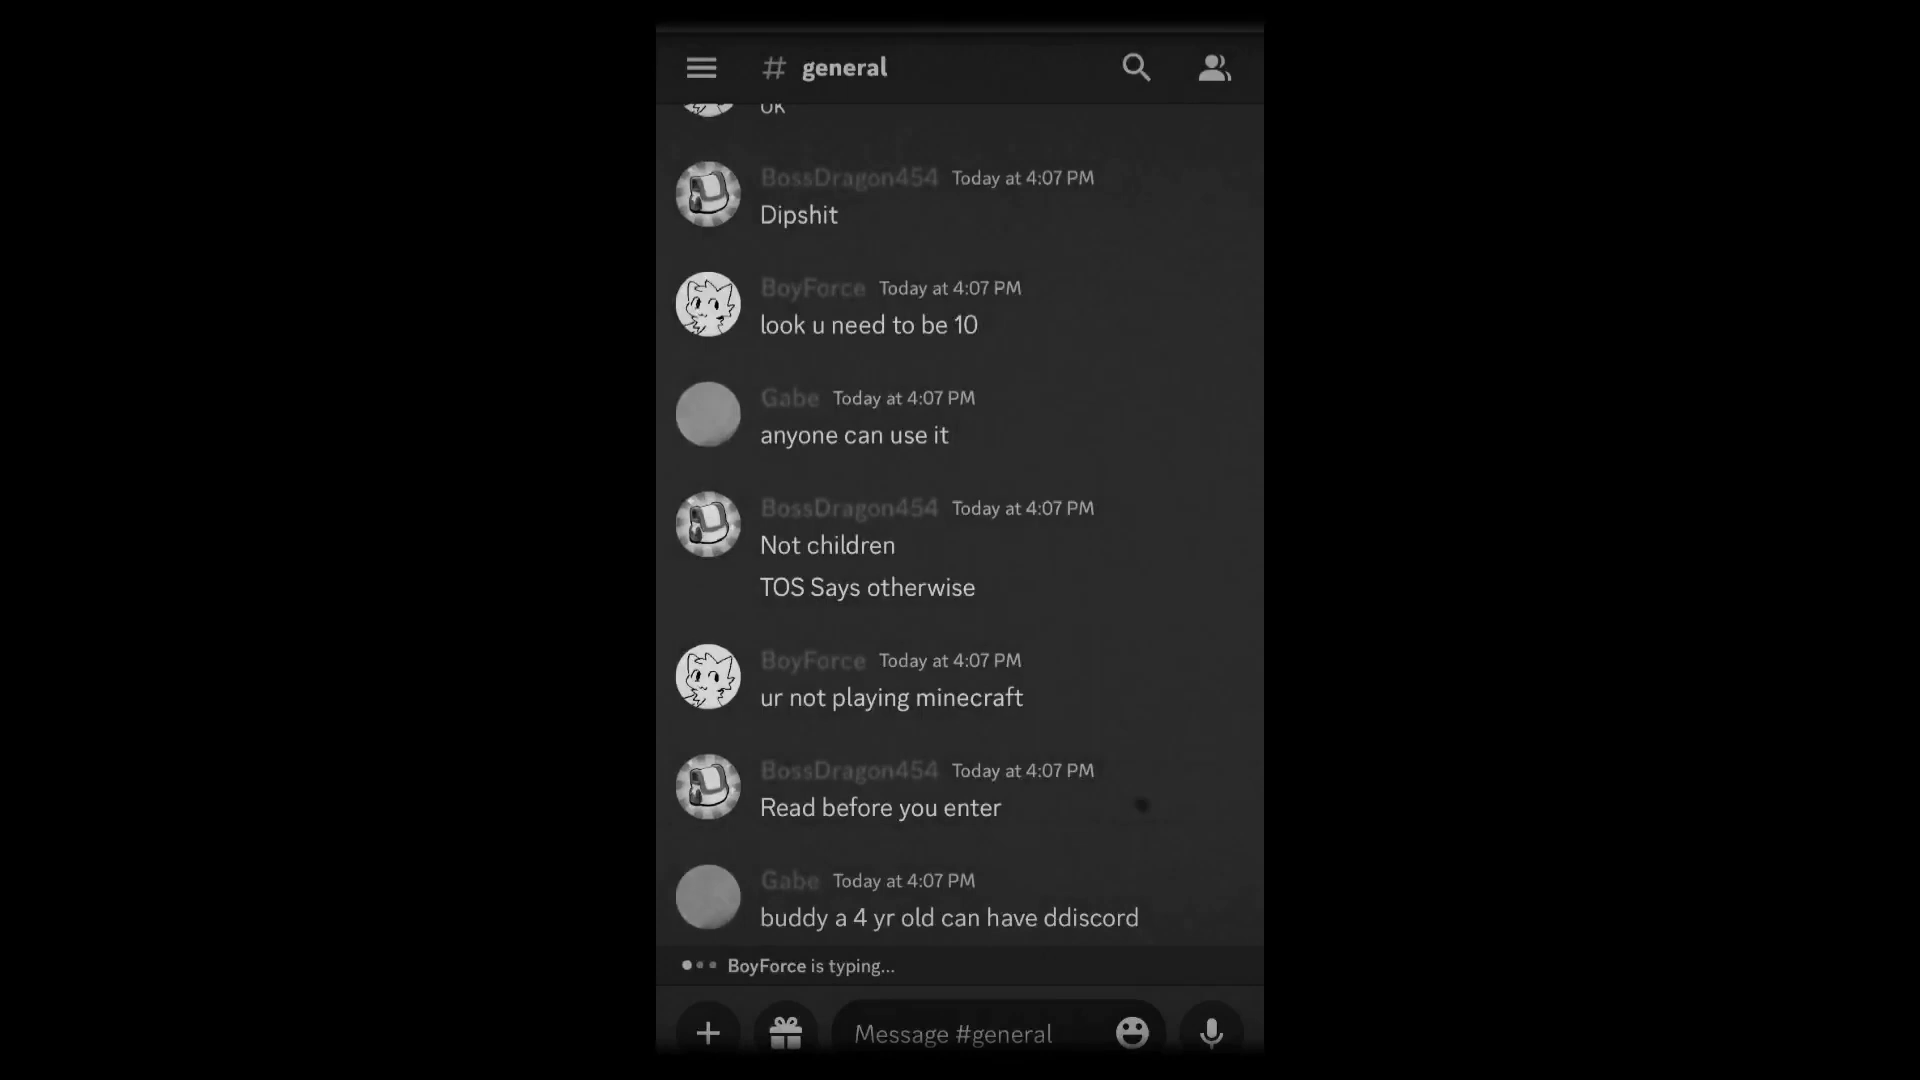 # general
OK
BossDragon454 Today at 4:07 PM
Dipshit
BoyForce Today at 4:07 PM
look u need to be 10
Gabe Today at 4:07 PM
anyone can use it
BossDragon454 Today at 4:07 PM
Not children
TOS Says otherwise
BoyForce Today at 4:07 PM
ur not playing minecraft
BossDragon454 Today at 4:07 PM
Read before you enter
Gabe Today at 4:07 PM
buddy a 4 yr old can have ddiscord
BoyForce is typing...
Message #general